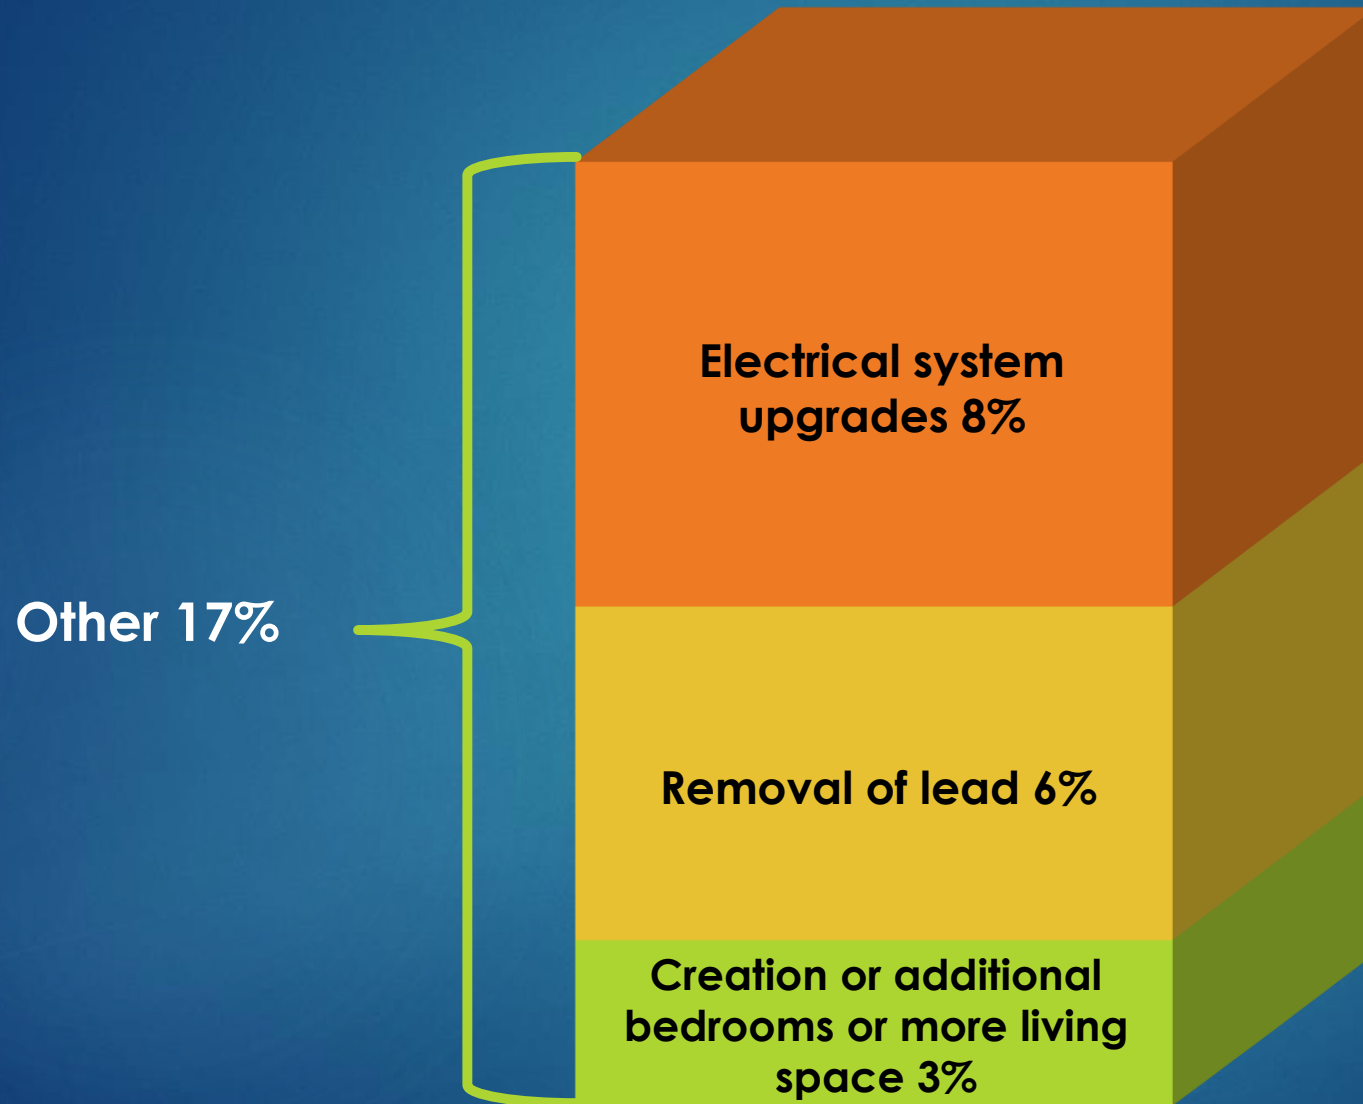 Electrical system
upgrades 8%
Other 17%
Removal of lead 6%
Creation or additional
bedrooms or more living
space 3%